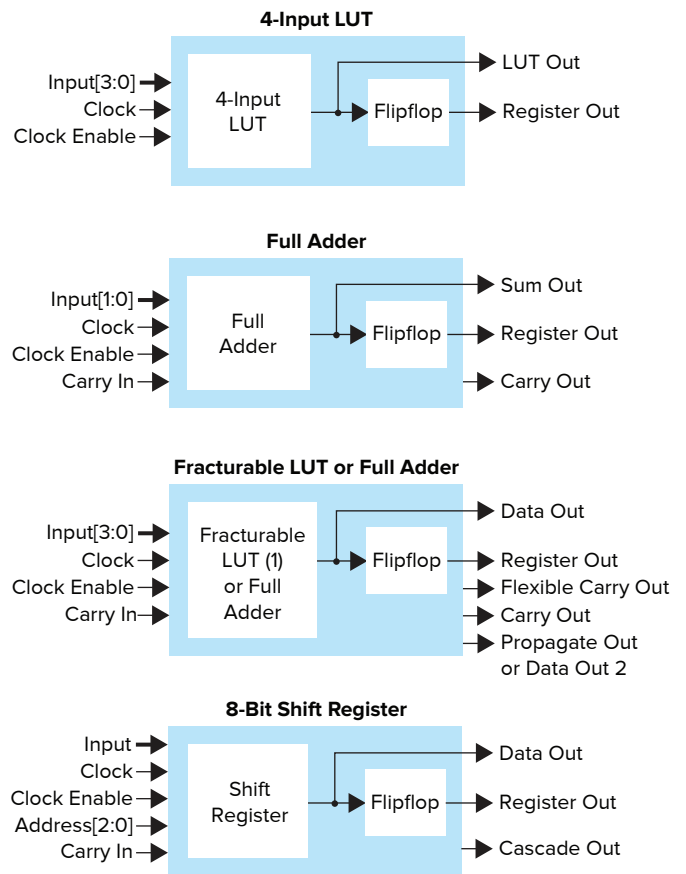 4-Input LUT
Input[3:0]
Clock
Clock Enable
4-Input
LUT
Flipflop
LUT Out
Register Out
Full Adder
Input[1:0]
Clock
Clock Enable
Carry In
Full
Adder
Flipflop
Sum Out
Register Out
Carry Out
Fracturable LUT or Full Adder
Input[3:0]
Clock
Clock Enable
Carry In
Fracturable
LUT (1)
or Full
Adder
Flipflop
Data Out
Register Out
Flexible Carry Out
Carry Out
Propagate Out
or Data Out 2
8-Bit Shift Register
Input
Clock
Clock Enable
Address[2:0]
Carry In
Shift
Register
Flipflop
Data Out
Register Out
Cascade Out